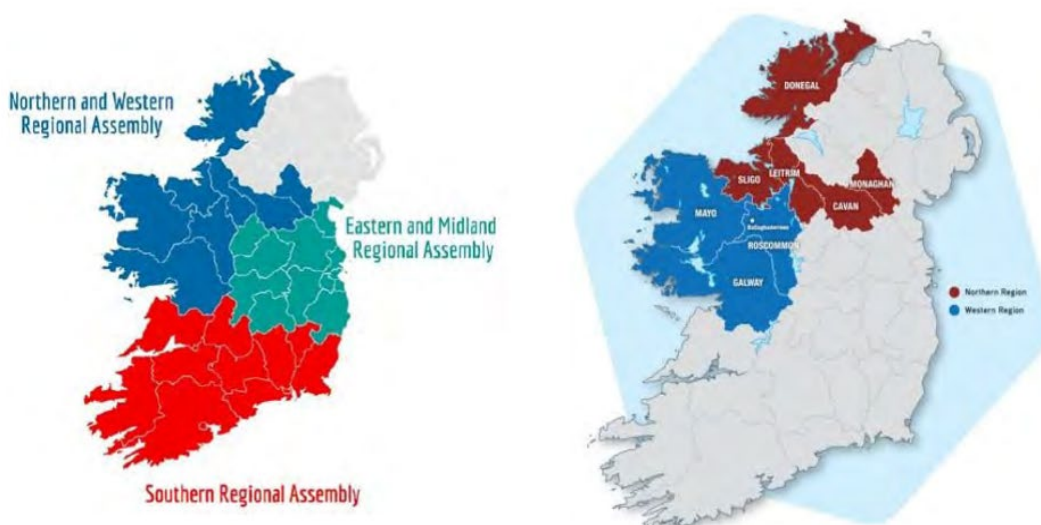 Northern and Western
Regional Assembly
Eastern and Midland
Regional Assembly
Southern Regional Assembly
DONEGAL
SLIGO
LEITRIM
MONAGHAN
CAVAN
MAYO
Ballaghaderreen
ROSCOMMON
GALWAY
Northern Region
Western Region